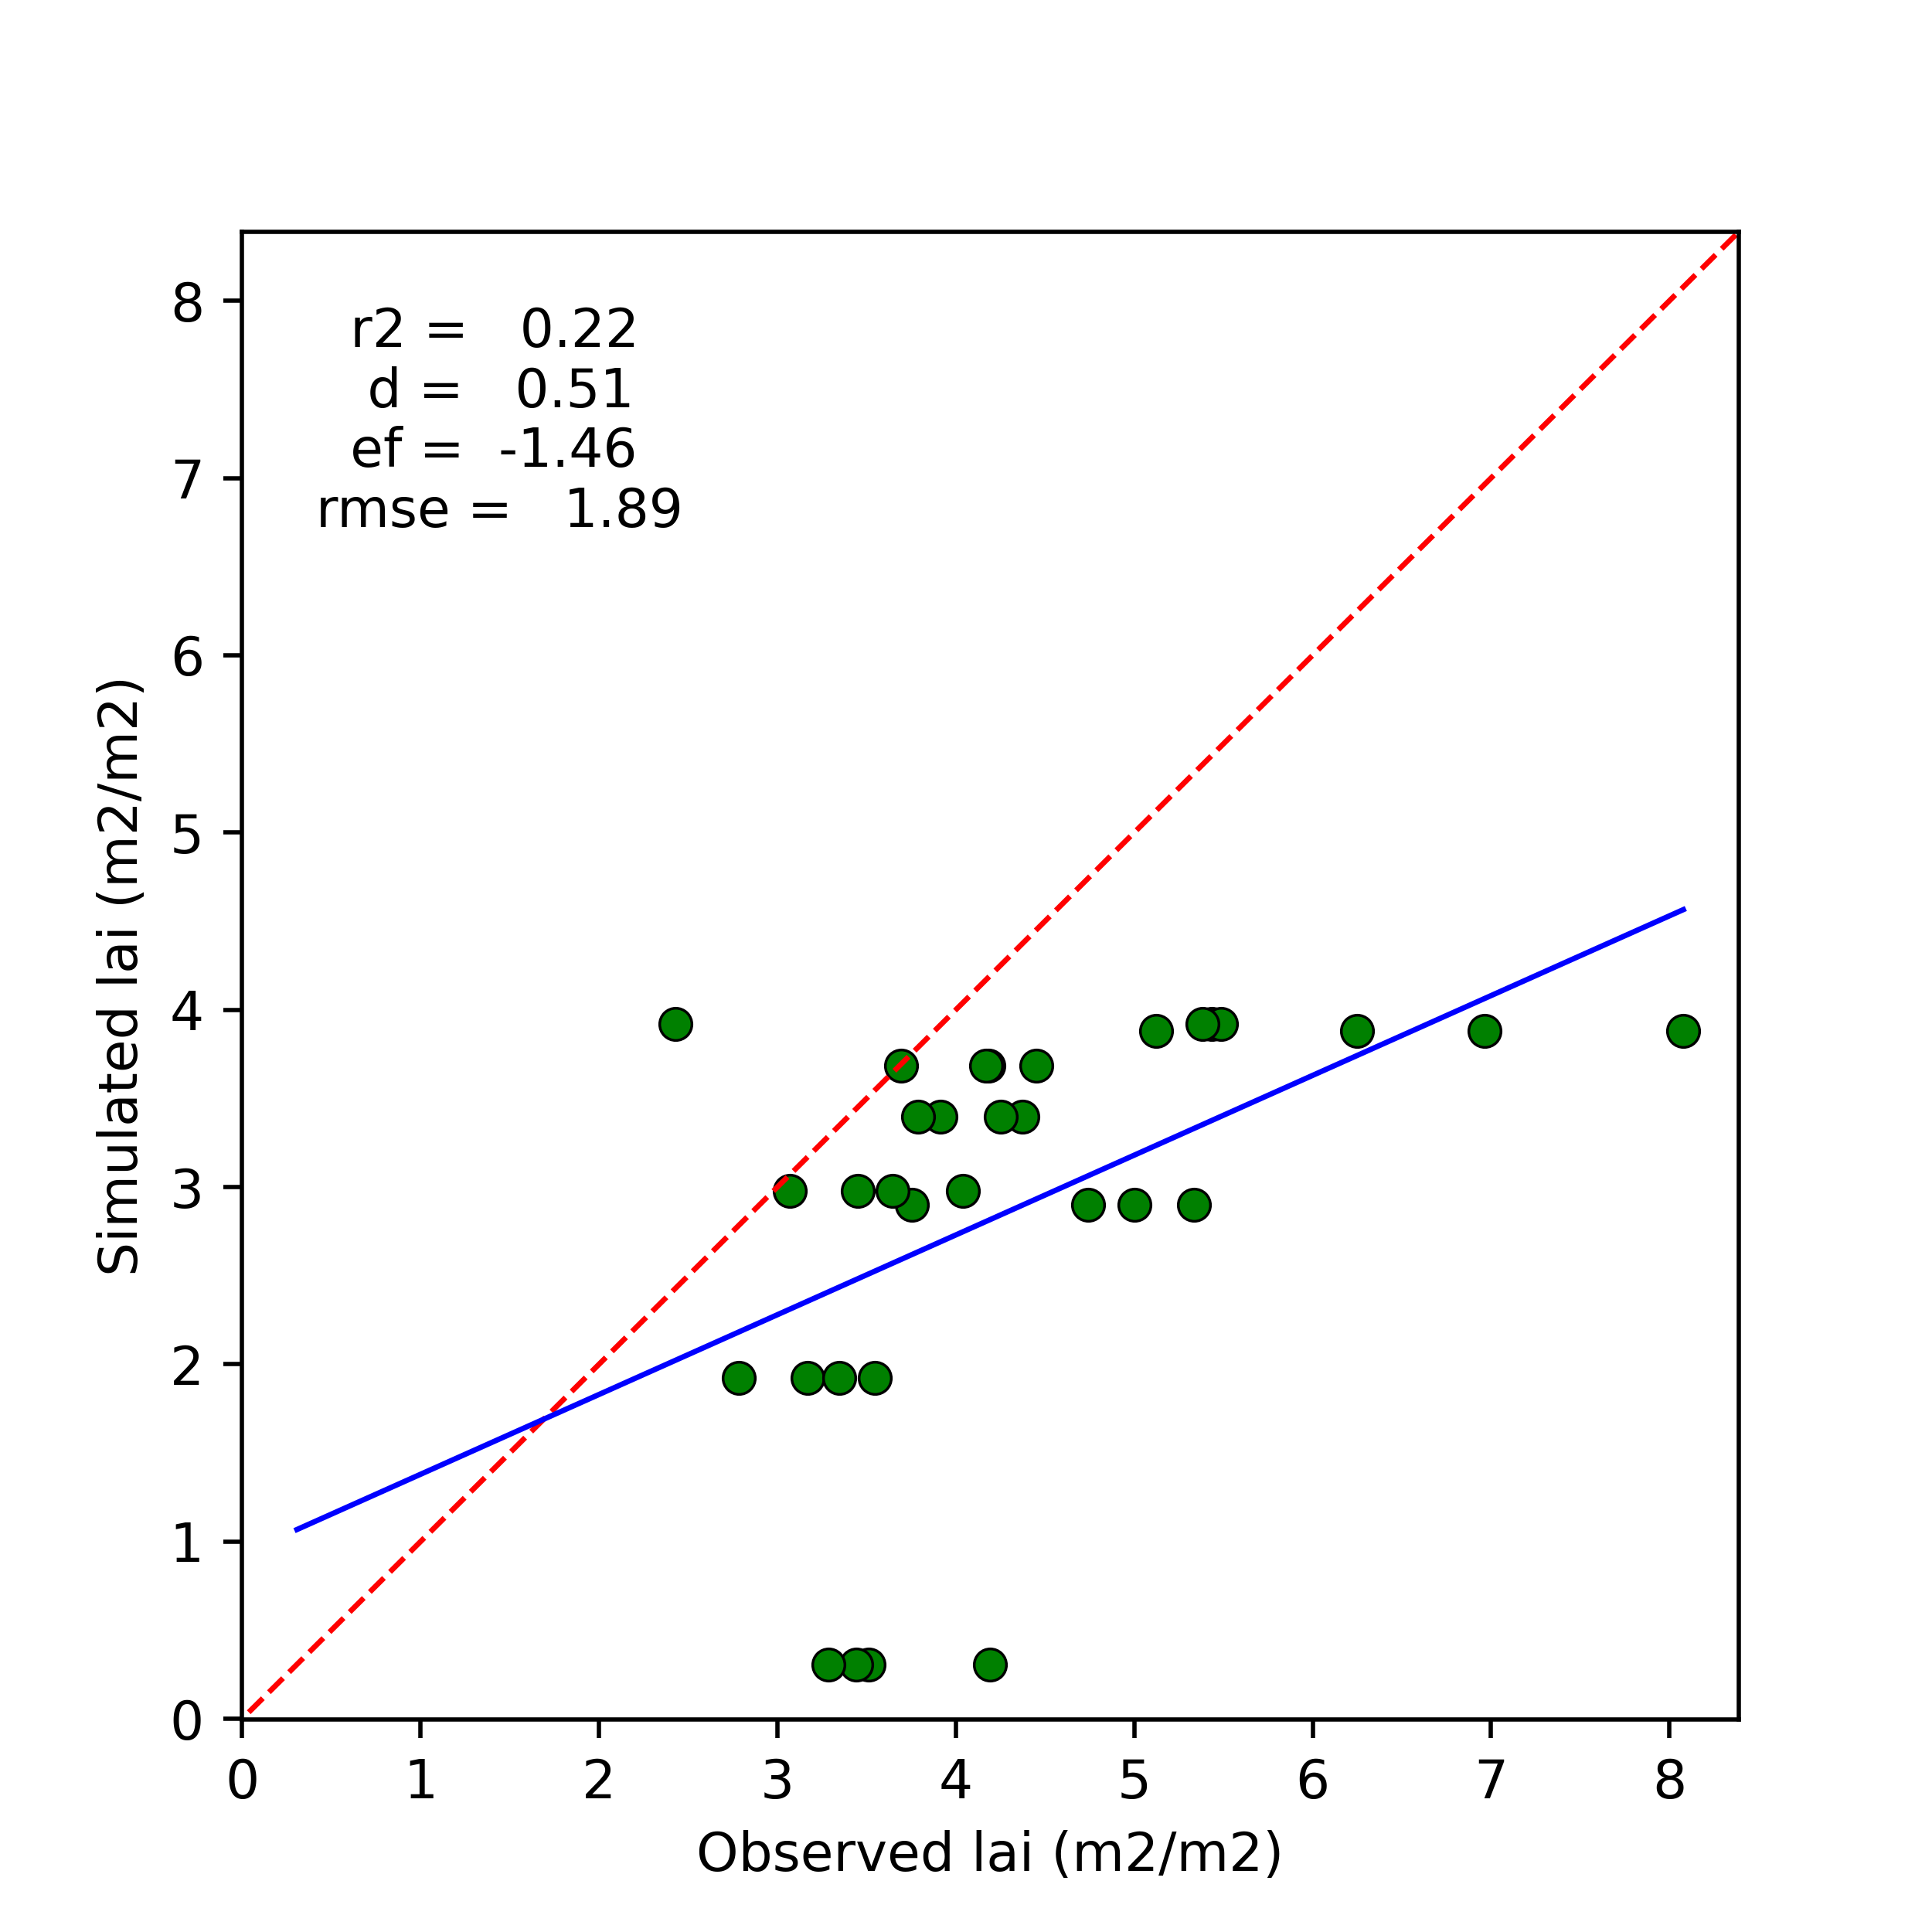 r2 = 0.22
d = 0.51
ef = -1.46
rmse = 1.89
8
7
6
5
4
3
2
1
0
Simulated lai (m2/m2)
0 1 2 3 4 5 6 7 8
Observed lai (m2/m2)